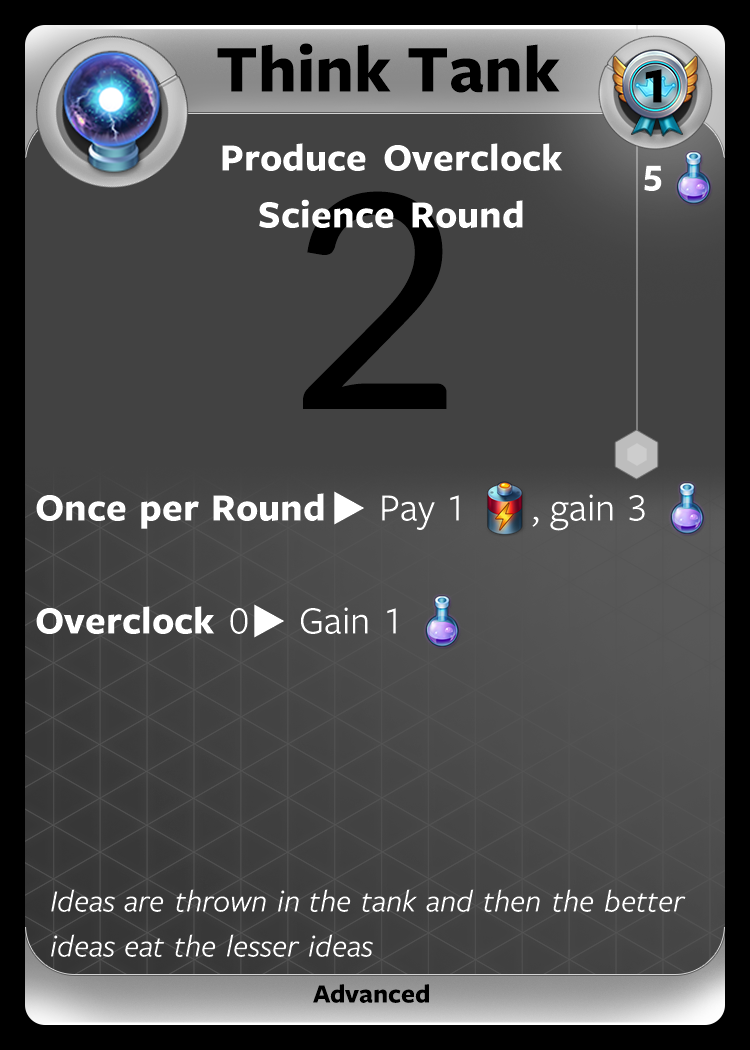 Think Tank
1
Produce Overclock
Science Round
5
2
Once per Round▶ Pay 1 , gain 3
Overclock 0▶ Gain 1
Ideas are thrown in the tank and then the better
ideas eat the lesser ideas
Advanced